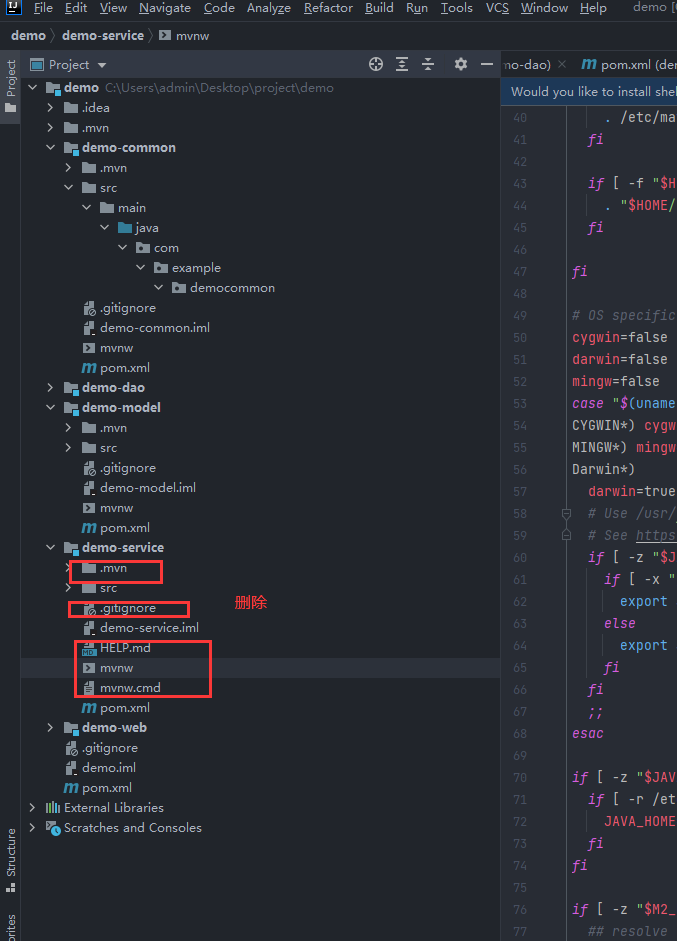 File Edit View Navigate Code Analyze Refactor Build Run Tools VCS Window Help demo
demo demo-service mvnw
Project
mo-dao) pom.xml (de
demo C:\Users\admin\Desktop\project\demo
Would you like to install shel
.idea
.mvn
demo-common
.mvn
src
main
java
com
example
democommon
.gitignore
demo-common.iml
mvnw
pom.xml
demo-dao
demo-model
.mvn
src
.gitignore
demo-model.iml
mvnw
pom.xml
demo-service
.mvn
src
.gitignore
删除
demo-service.iml
HELP.md
mvnw
mvnw.cmd
pom.xml
demo-web
.gitignore
demo.iml
pom.xml
External Libraries
Scratches and Consoles
Project
Structure
orites
40 . /etc/ma
41 fi
42
43 if [ -f "$H
44 . "$HOME/
45 fi
46
47 fi
48
49 # OS specific
50 cygwin=false
51 darwin=false
52 mingw=false
53 case "$(uname
54 CYGWIN*) cygw
55 MINGW*) mingw
56 Darwin*)
57 darwin=true
58 # Use /usr/
59 # See https
60 if [ -z "$J
61 if [ -x "
62 export
63 else
64 export
65 fi
66 fi
67 ;;
68 esac
69
70 if [ -z "$JAV
71 if [ -r /et
72 JAVA_HOME
73 fi
74 fi
75
76 if [ -z "$M2_
77 ## resolve